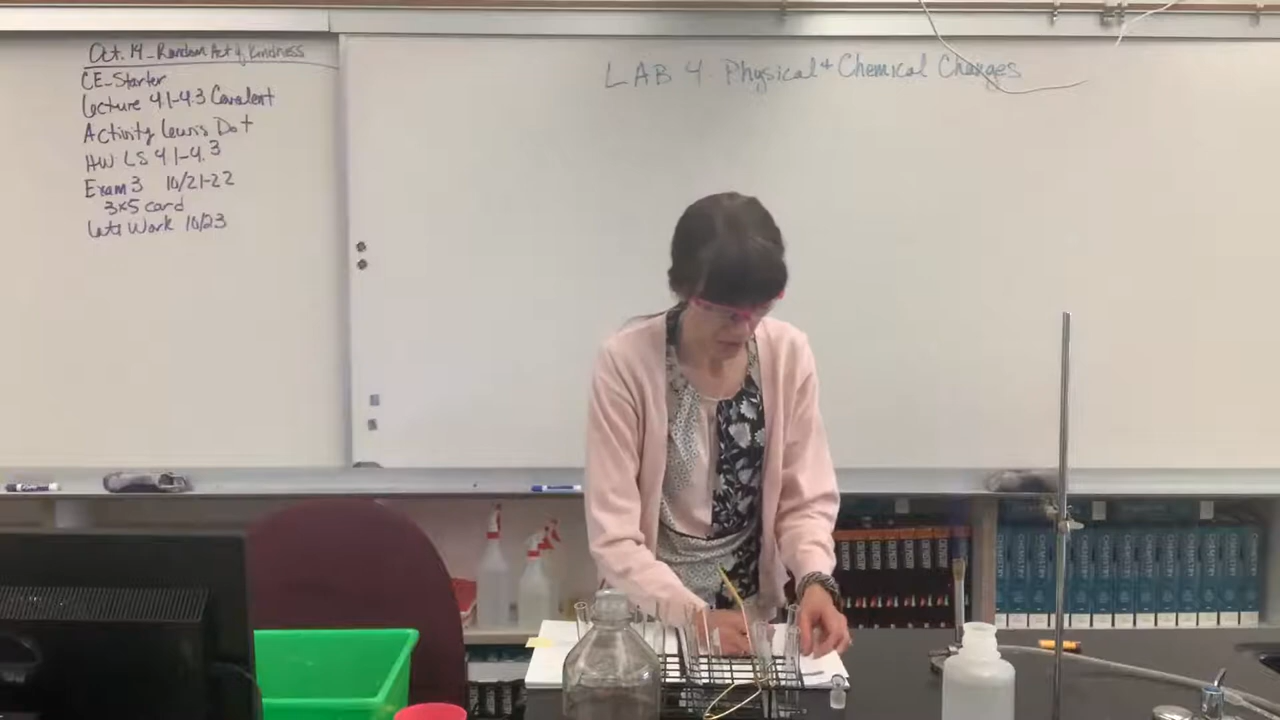 Oct. 14 - Random Act of Kindness
CE-Starter
Lecture 4.1-4.3 Covalent
Activity Lewis Dot
HW LS 4.1-4.3
Exam 3 10/21-22
3x5 card
Late Work 10/23
LAB 4. Physical + Chemical Changes
CHEMISTRY